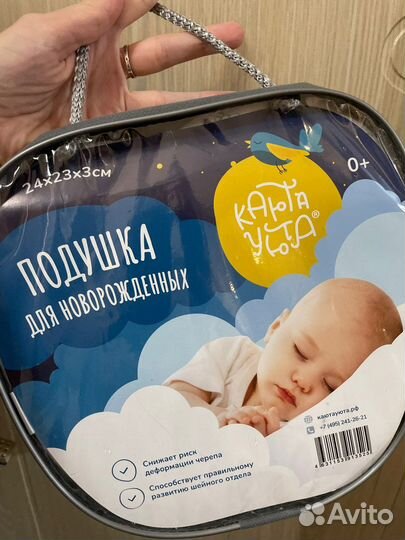 24х23х3см
0+
КАЮТА
УЮТА®
ПОДУШКА
ДЛЯ НОВОРОЖДЕННЫХ
каютауюта.рф
+7 (495) 241-26-21
Снижает риск
деформации черепа
Способствует правильному
развитию шейного отдела
Avito